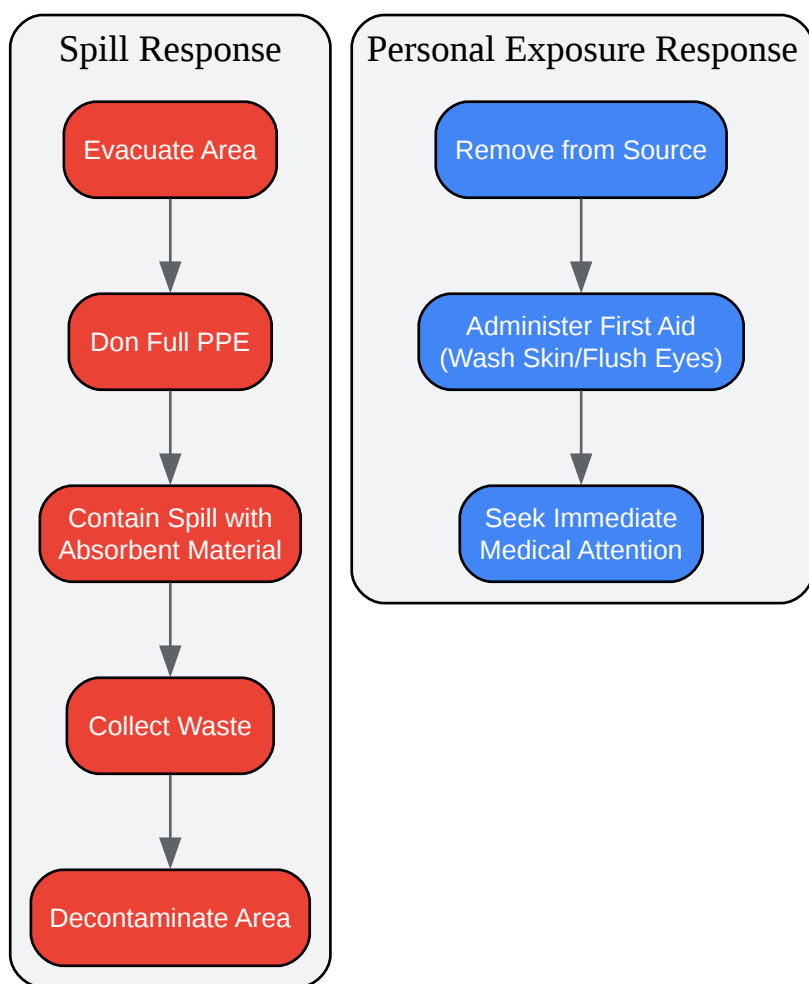 Spill Response
Evacuate Area
Don Full PPE
Contain Spill with
Absorbent Material
Collect Waste
Decontaminate Area
Personal Exposure Response
Remove from Source
Administer First Aid
(Wash Skin/Flush Eyes)
Seek Immediate
Medical Attention